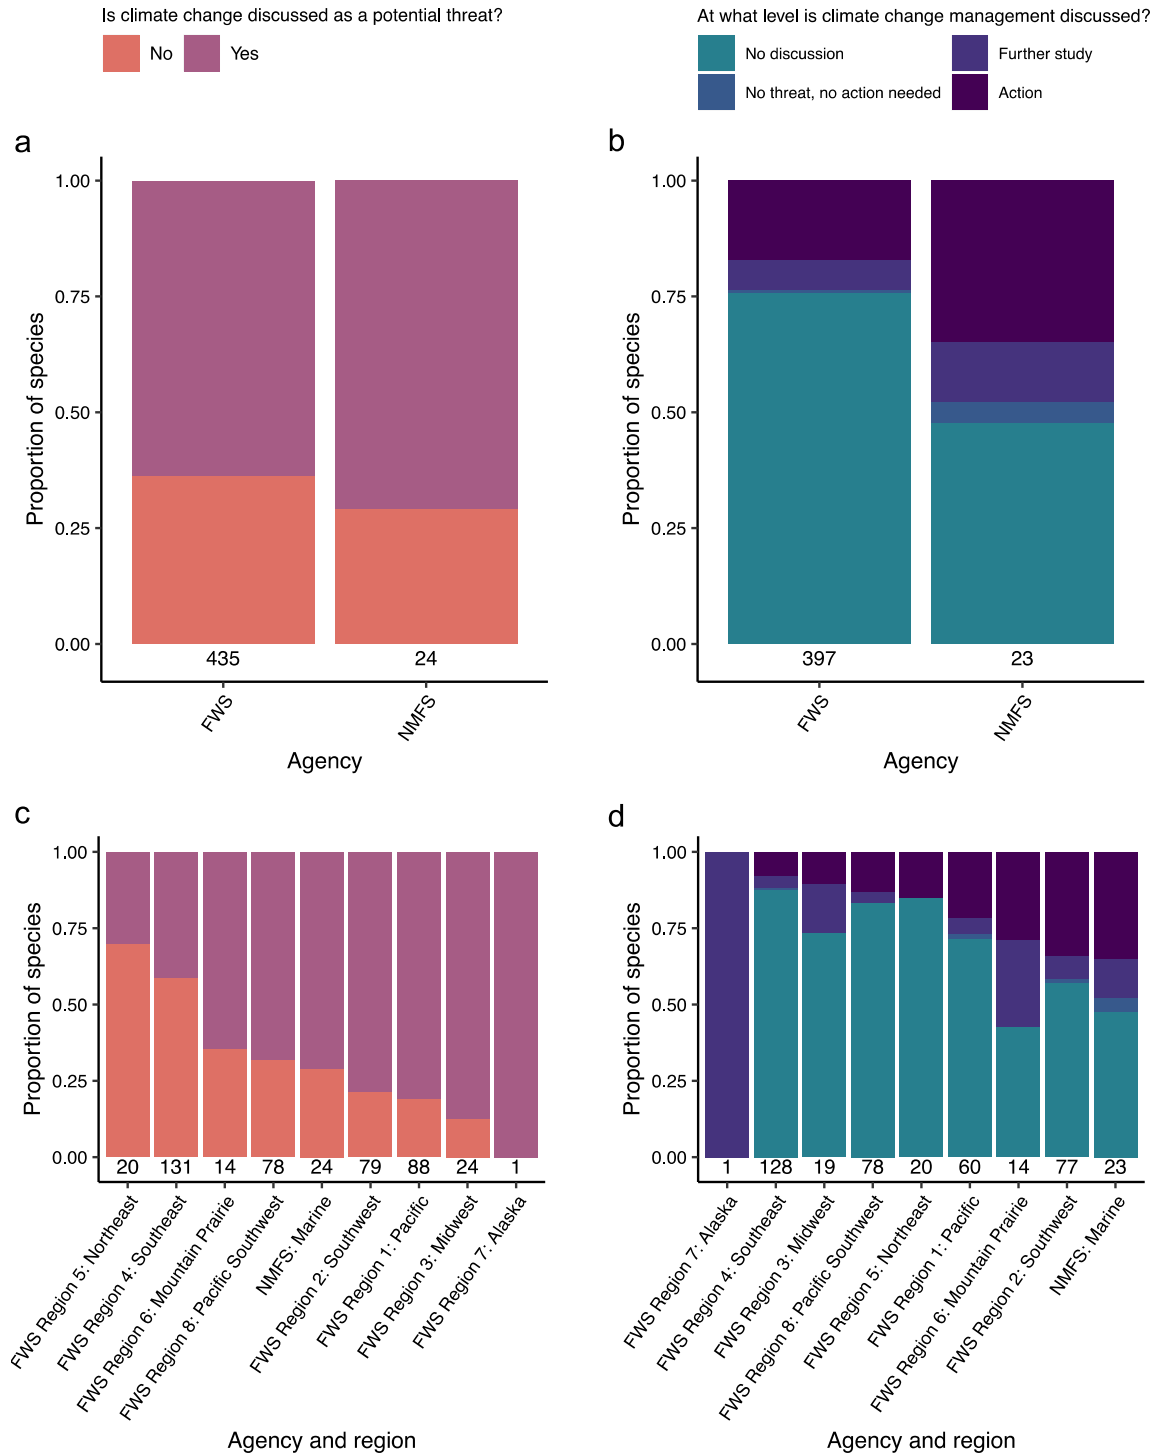 Is climate change discussed as a potential threat?
No
Yes
At what level is climate change management discussed?
No discussion
Further study
No threat, no action needed
Action
a
1.00
0.75
0.50
0.25
0.00
Proportion of species
435
24
FWS
NMFS
Agency
b
1.00
0.75
0.50
0.25
0.00
Proportion of species
397
23
FWS
NMFS
Agency
c
1.00
0.75
0.50
0.25
0.00
Proportion of species
20
131
14
78
24
79
88
24
1
FWS Region 5: Northeast
FWS Region 4: Southeast
FWS Region 6: Mountain Prairie
FWS Region 8: Pacific Southwest
NMFS: Marine
FWS Region 2: Southwest
FWS Region 1: Pacific
FWS Region 3: Midwest
FWS Region 7: Alaska
Agency and region
d
1.00
0.75
0.50
0.25
0.00
Proportion of species
1
128
19
78
20
60
14
77
23
FWS Region 7: Alaska
FWS Region 4: Southeast
FWS Region 3: Midwest
FWS Region 8: Pacific Southwest
FWS Region 5: Northeast
FWS Region 1: Pacific
FWS Region 6: Mountain Prairie
FWS Region 2: Southwest
NMFS: Marine
Agency and region